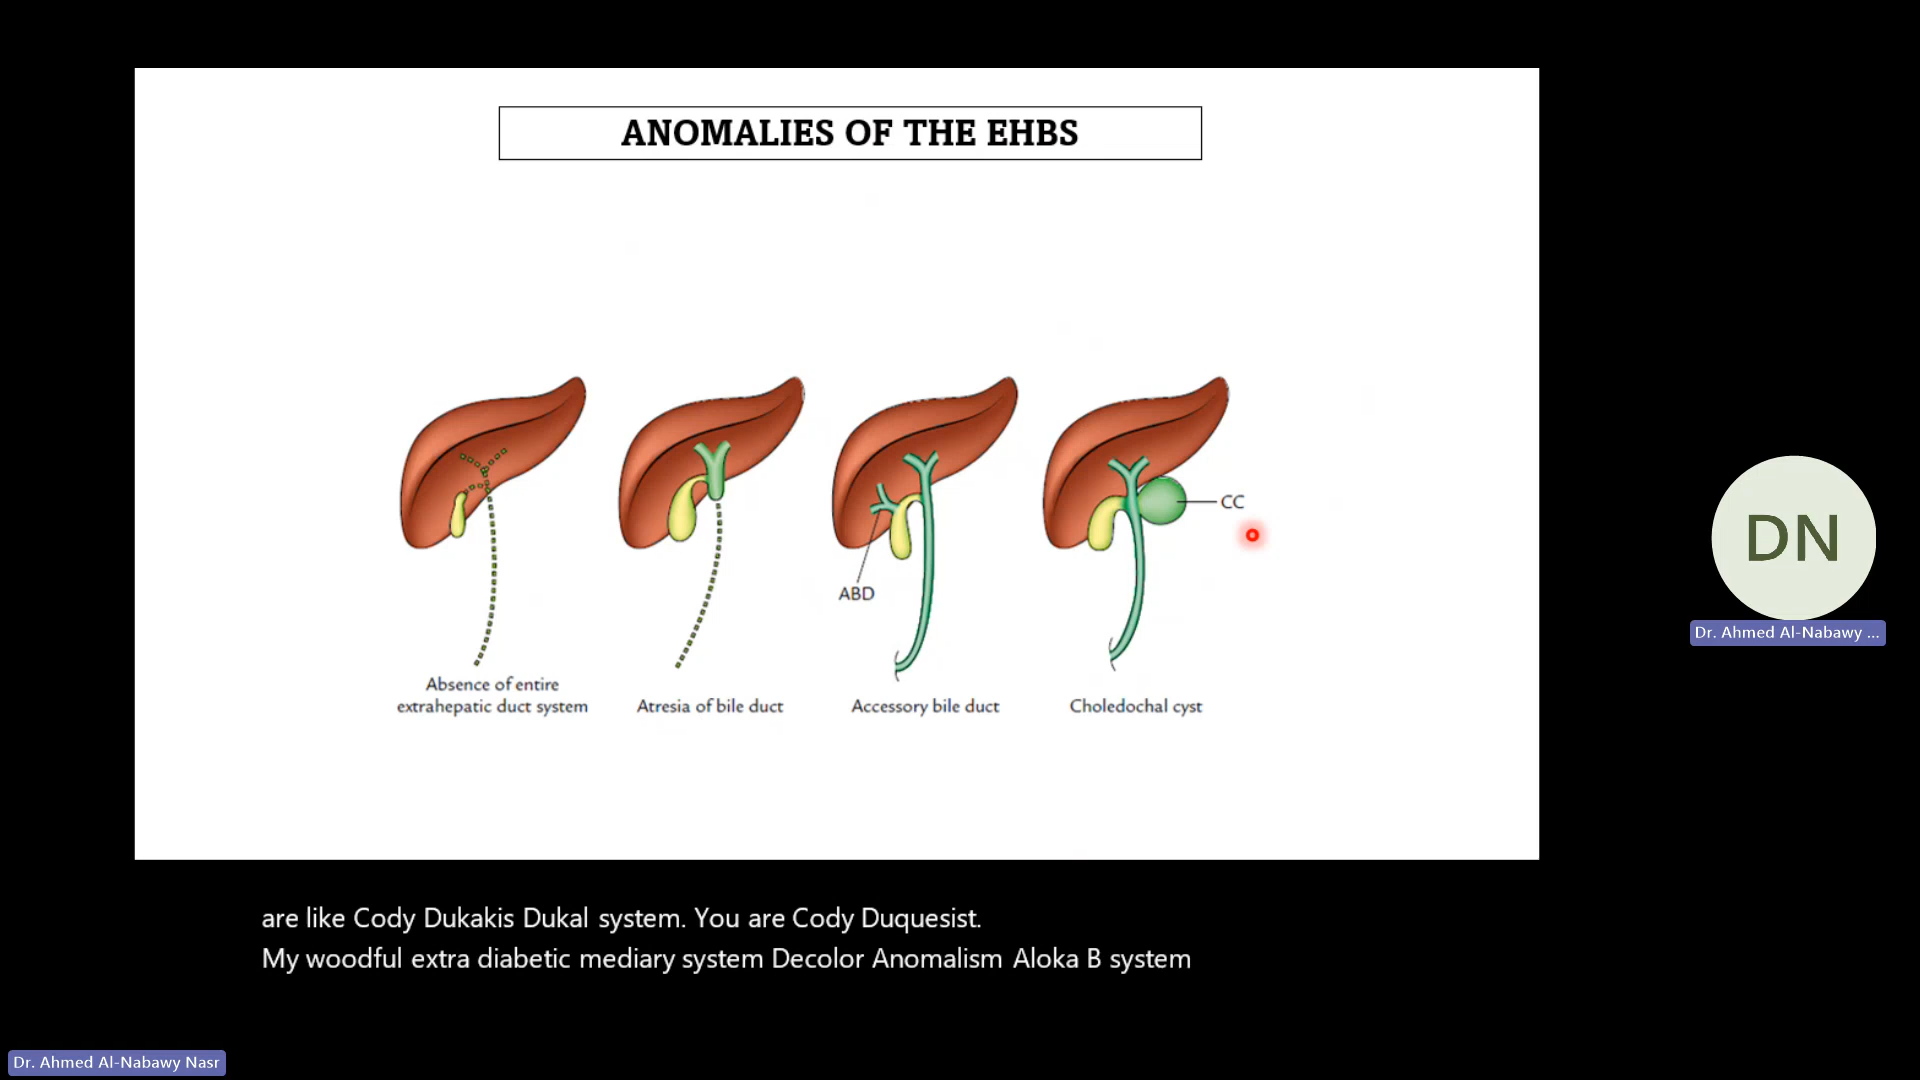 ANOMALIES OF THE EHBS
CC
ABD
Absence of entire
extrahepatic duct system
Atresia of bile duct
Accessory bile duct
Choledochal cyst
DN
Dr. Ahmed Al-Nabawy ...
are like Cody Dukakis Dukal system. You are Cody Duquesist.
My woodful extra diabetic mediary system Decolor Anomalism Aloka B system
Dr. Ahmed Al-Nabawy Nasr